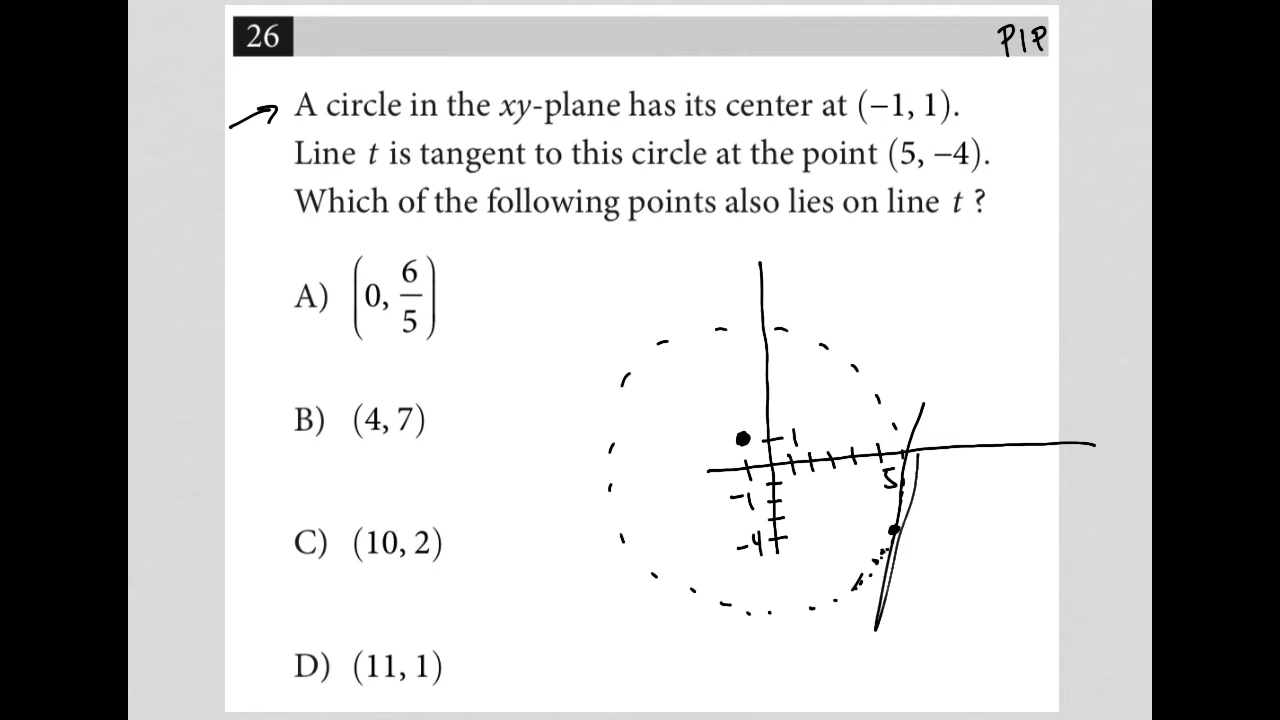 26
PIP
A circle in the xy-plane has its center at (−1, 1).
Line t is tangent to this circle at the point (5, −4).
Which of the following points also lies on line t ?
A) (0, 6/5)
B) (4, 7)
C) (10, 2)
D) (11, 1)
1
5
-1
-4